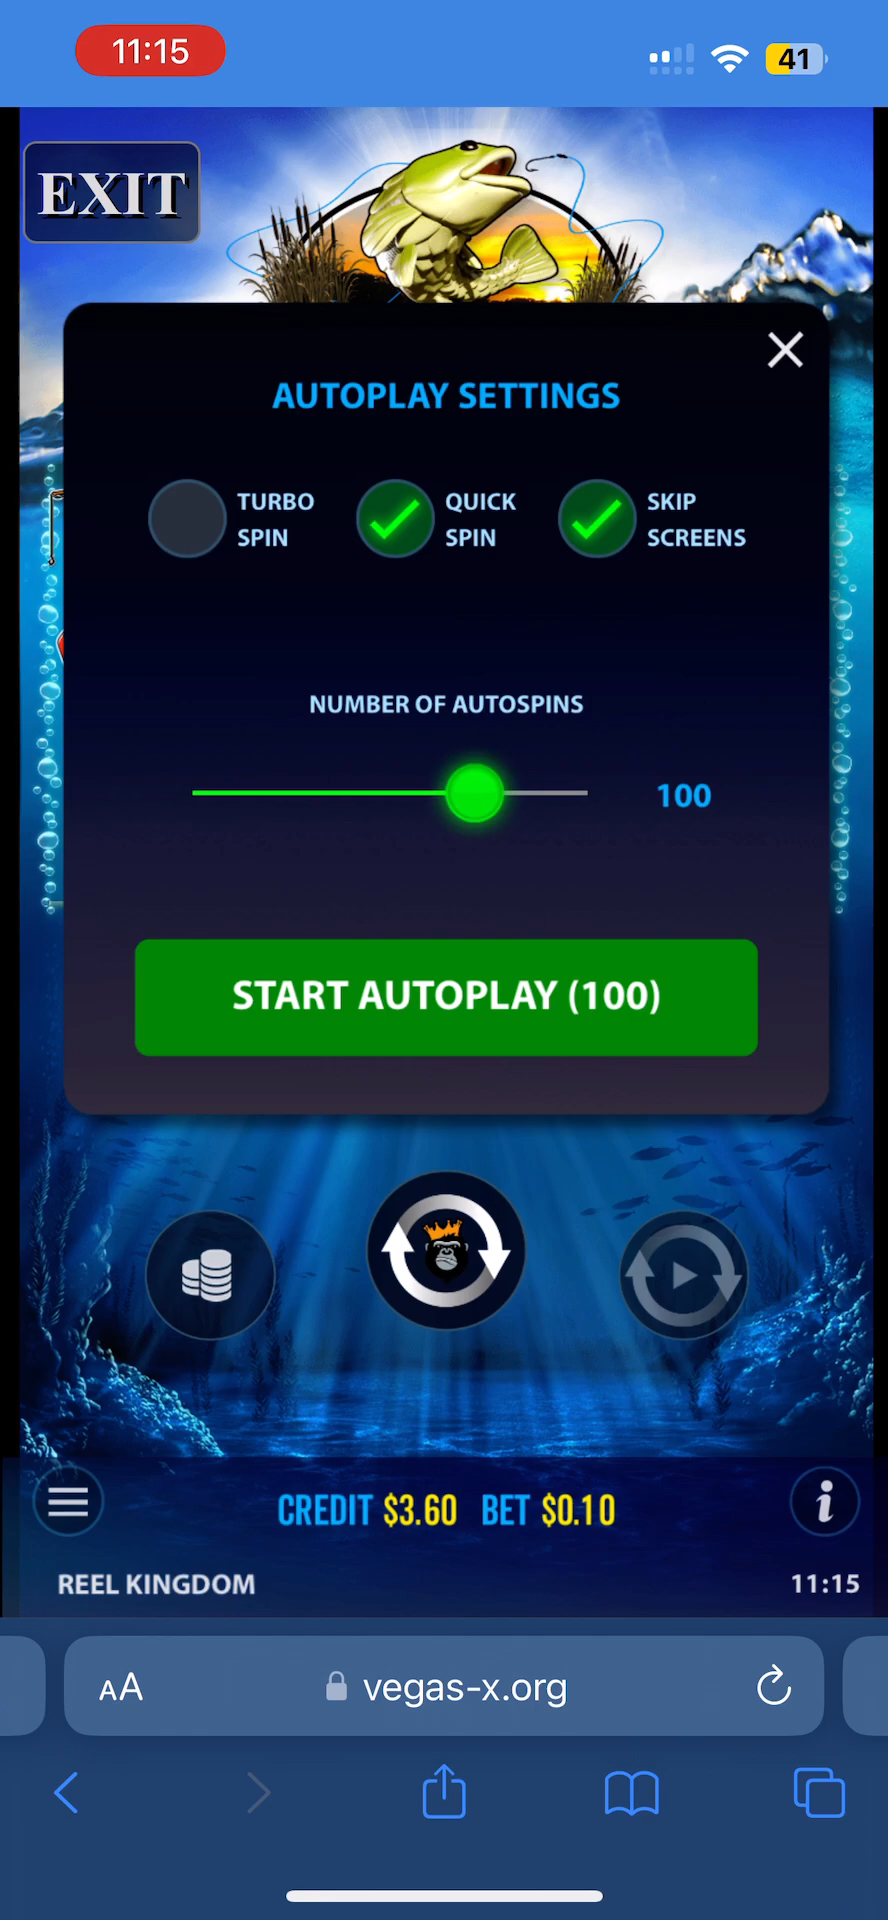 11:15
41
EXIT
AUTOPLAY SETTINGS
TURBO
SPIN
QUICK
SPIN
SKIP
SCREENS
NUMBER OF AUTOSPINS
100
START AUTOPLAY (100)
CREDIT $3.60 BET $0.10
REEL KINGDOM
11:15
AA
vegas-x.org